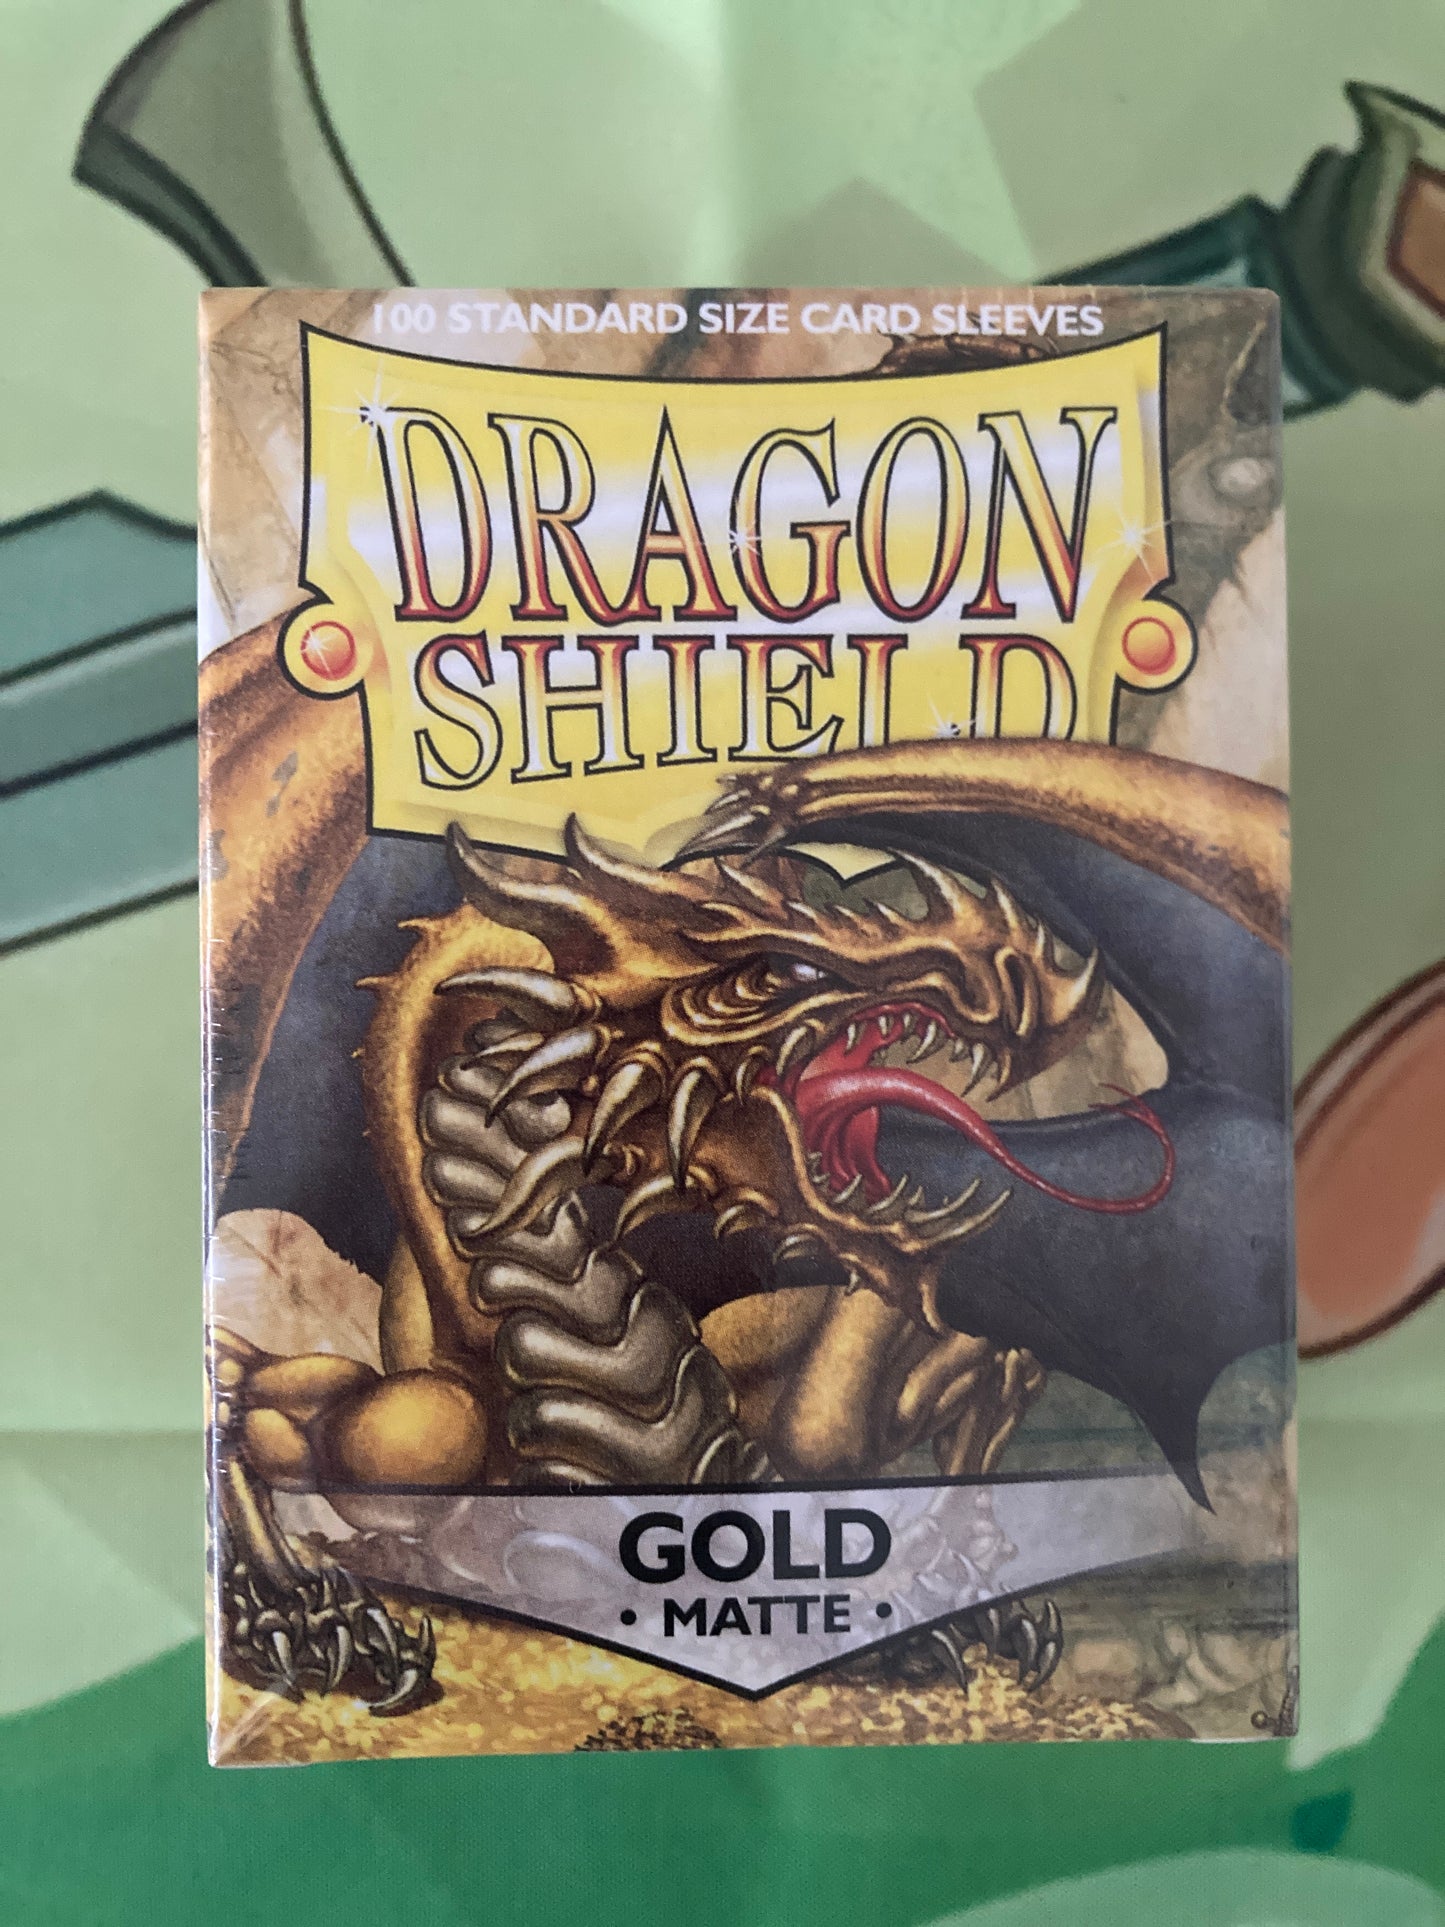 100 STANDARD SIZE CARD SLEEVES
DRAGON
SHIELD
GOLD
• MATTE •